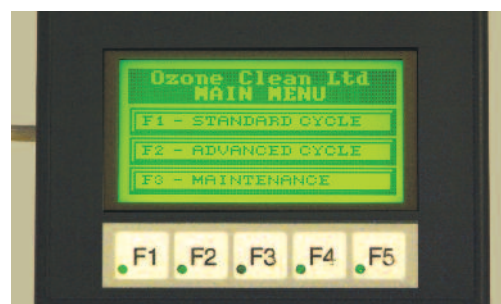 Ozone Clean Ltd
MAIN MENU
F1 - STANDARD CYCLE
F2 - ADVANCED CYCLE
F3 - MAINTENANCE
F1 F2 F3 F4 F5